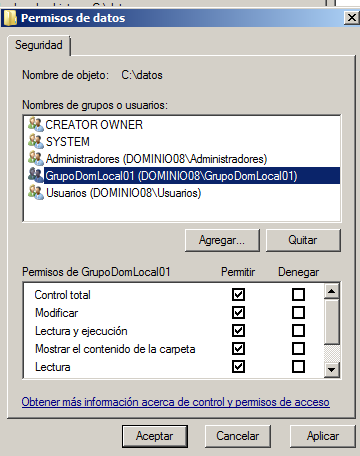 Permisos de datos
Seguridad
Nombre de objeto: C:\datos
Nombres de grupos o usuarios:
CREATOR OWNER
SYSTEM
Administradores (DOMINIO08\Administradores)
GrupoDomLocal01 (DOMINIO08\GrupoDomLocal01)
Usuarios (DOMINIO08\Usuarios)
Agregar... Quitar
Permisos de GrupoDomLocal01 Permitir Denegar
Control total
Modificar
Lectura y ejecución
Mostrar el contenido de la carpeta
Lectura
Obtener más información acerca de control y permisos de acceso
Aceptar Cancelar Aplicar